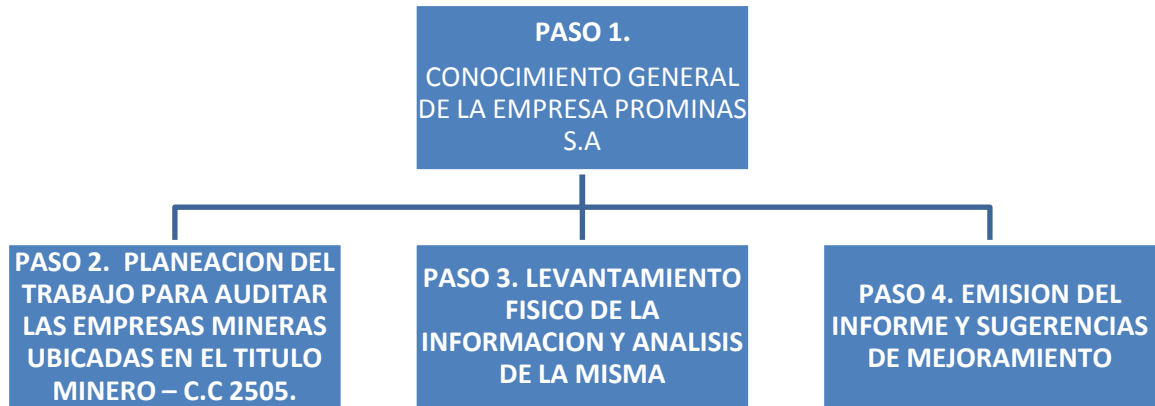 PASO 1.
CONOCIMIENTO GENERAL
DE LA EMPRESA PROMINAS
S.A
PASO 2. PLANEACION DEL
TRABAJO PARA AUDITAR
LAS EMPRESAS MINERAS
UBICADAS EN EL TITULO
MINERO – C.C 2505.
PASO 3. LEVANTAMIENTO
FISICO DE LA
INFORMACION Y ANALISIS
DE LA MISMA
PASO 4. EMISION DEL
INFORME Y SUGERENCIAS
DE MEJORAMIENTO